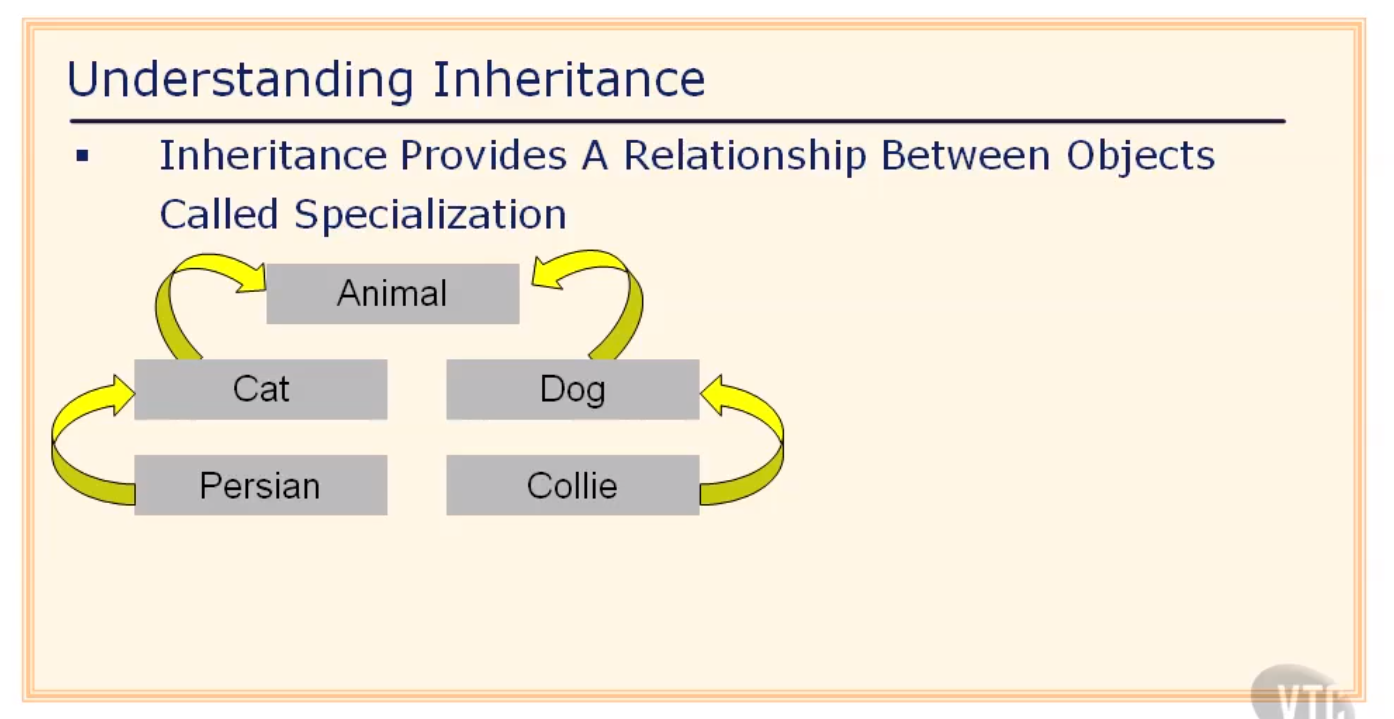 Understanding Inheritance
▪ Inheritance Provides A Relationship Between Objects
Called Specialization
Animal
Cat Dog
Persian Collie
VTC